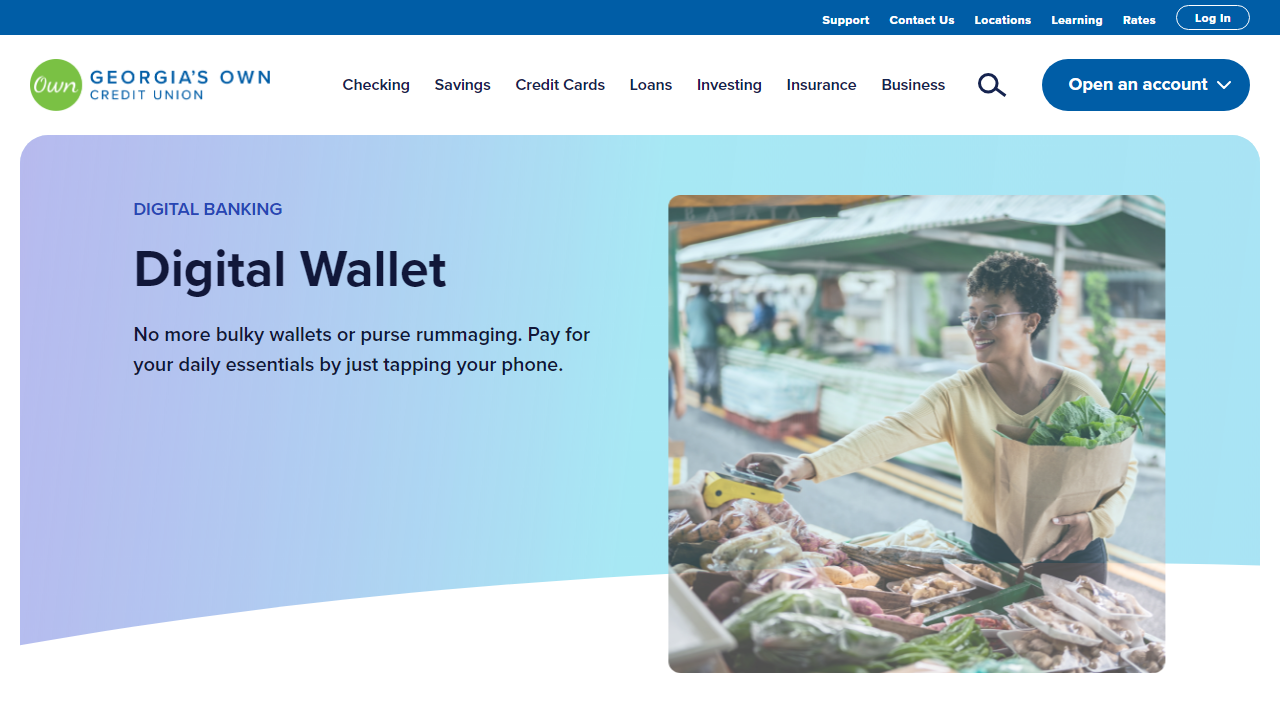 Support Contact Us Locations Learning Rates Log In
Own GEORGIA'S OWN
CREDIT UNION
Checking Savings Credit Cards Loans Investing Insurance Business Open an account
DIGITAL BANKING
Digital Wallet
No more bulky wallets or purse rummaging. Pay for
your daily essentials by just tapping your phone.
BATATA